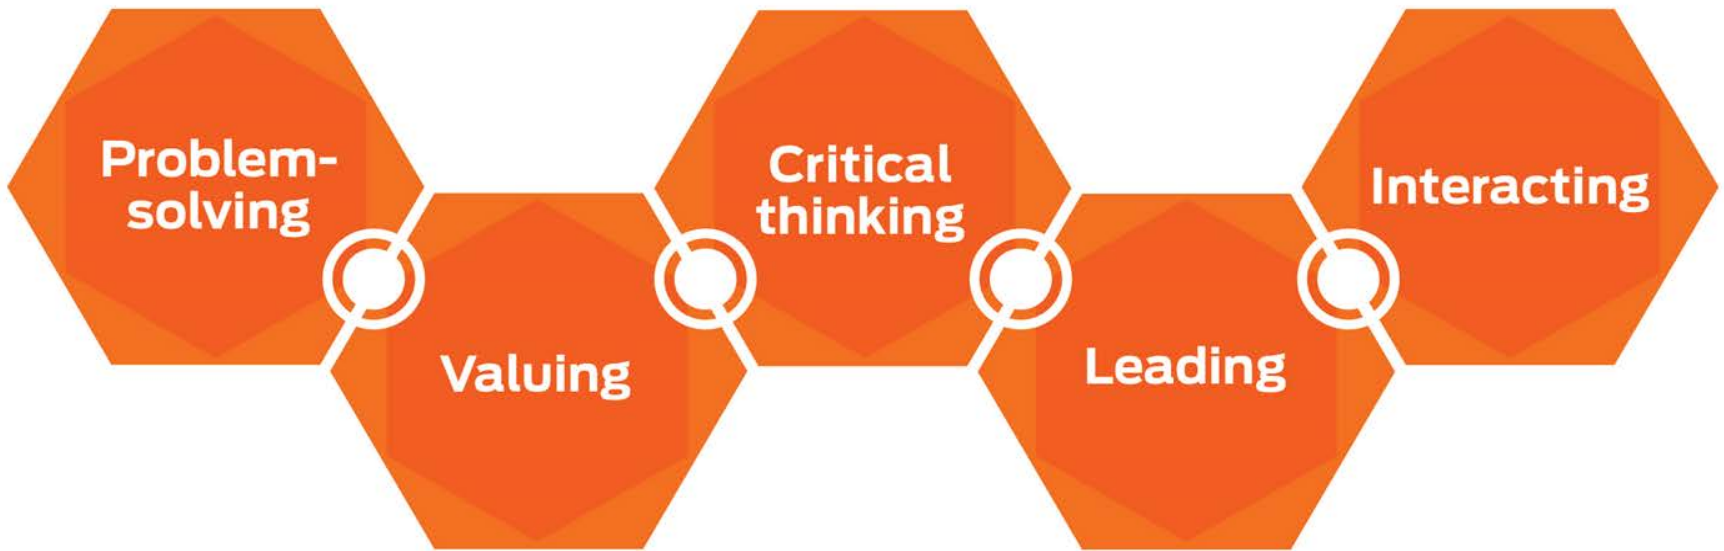 Problem-
solving
Valuing
Critical
thinking
Leading
Interacting